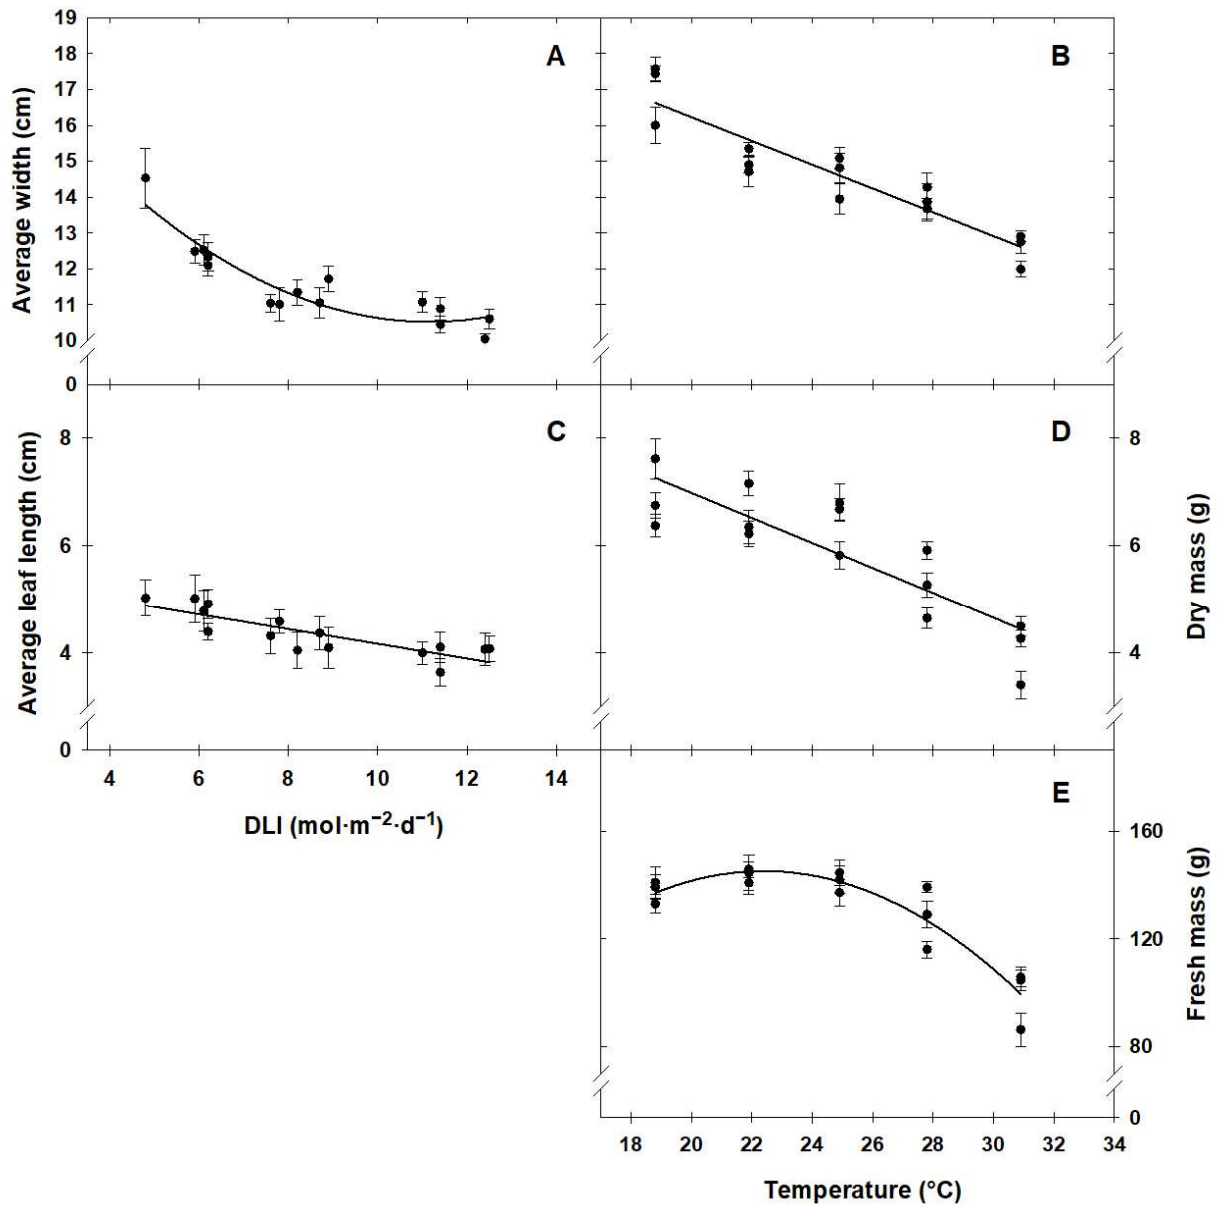 19
18
17
16
15
14
13
12
11
10
0
Average width (cm)
A
B
8
6
4
0
Average leaf length (cm)
C
D
8
6
4
Dry mass (g)
4 6 8 10 12 14
DLI (mol·m⁻²·d⁻¹)
E
160
120
80
0
Fresh mass (g)
18 20 22 24 26 28 30 32 34
Temperature (°C)